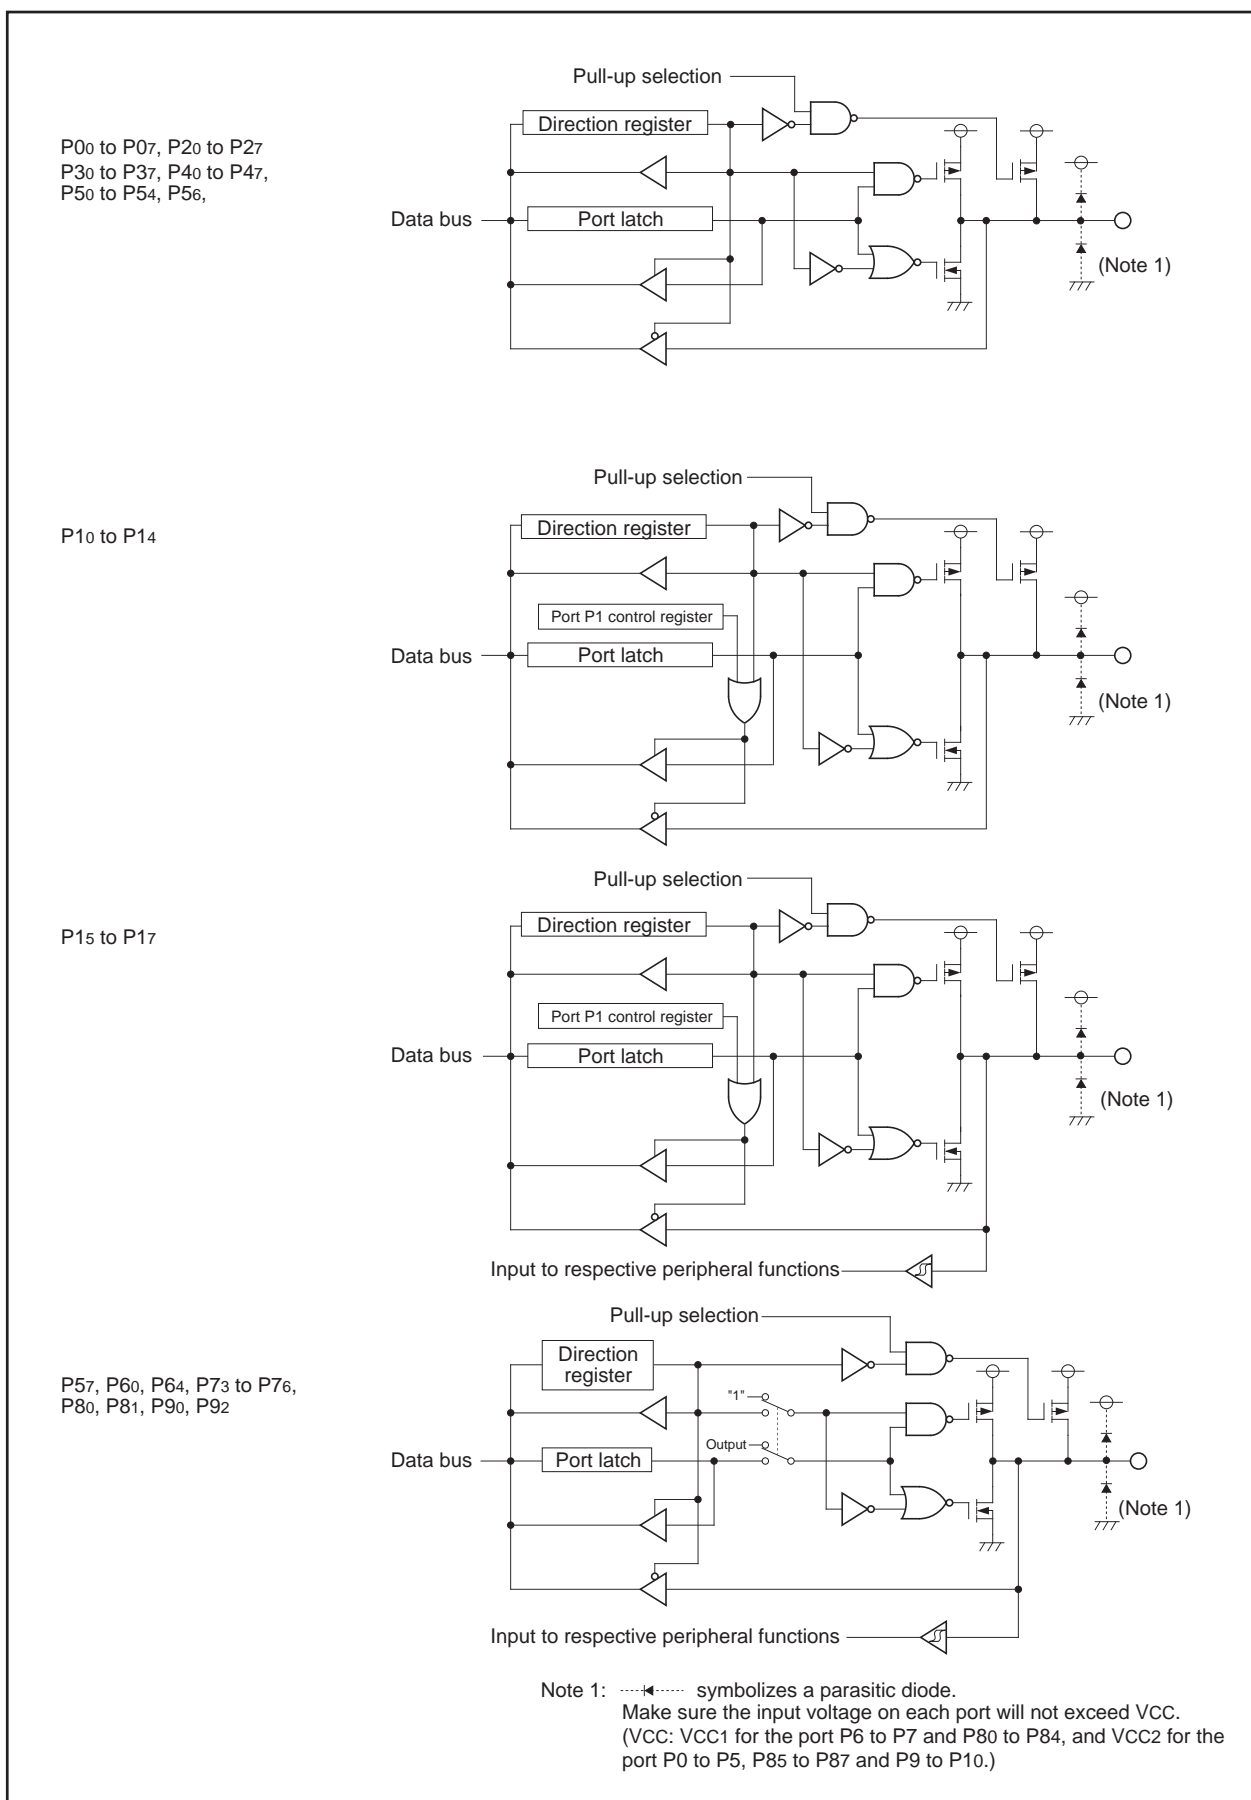 Pull-up selection
Direction register
P00 to P07, P20 to P27
P30 to P37, P40 to P47,
P50 to P54, P56,
Data bus
Port latch
(Note 1)
Pull-up selection
Direction register
P10 to P14
Port P1 control register
Data bus
Port latch
(Note 1)
Pull-up selection
Direction register
P15 to P17
Port P1 control register
Data bus
Port latch
(Note 1)
Input to respective peripheral functions
Pull-up selection
Direction
register
P57, P60, P64, P73 to P76,
P80, P81, P90, P92
"1"
Output
Data bus
Port latch
(Note 1)
Input to respective peripheral functions
Note 1: symbolizes a parasitic diode.
Make sure the input voltage on each port will not exceed VCC.
(VCC: VCC1 for the port P6 to P7 and P80 to P84, and VCC2 for the
port P0 to P5, P85 to P87 and P9 to P10.)